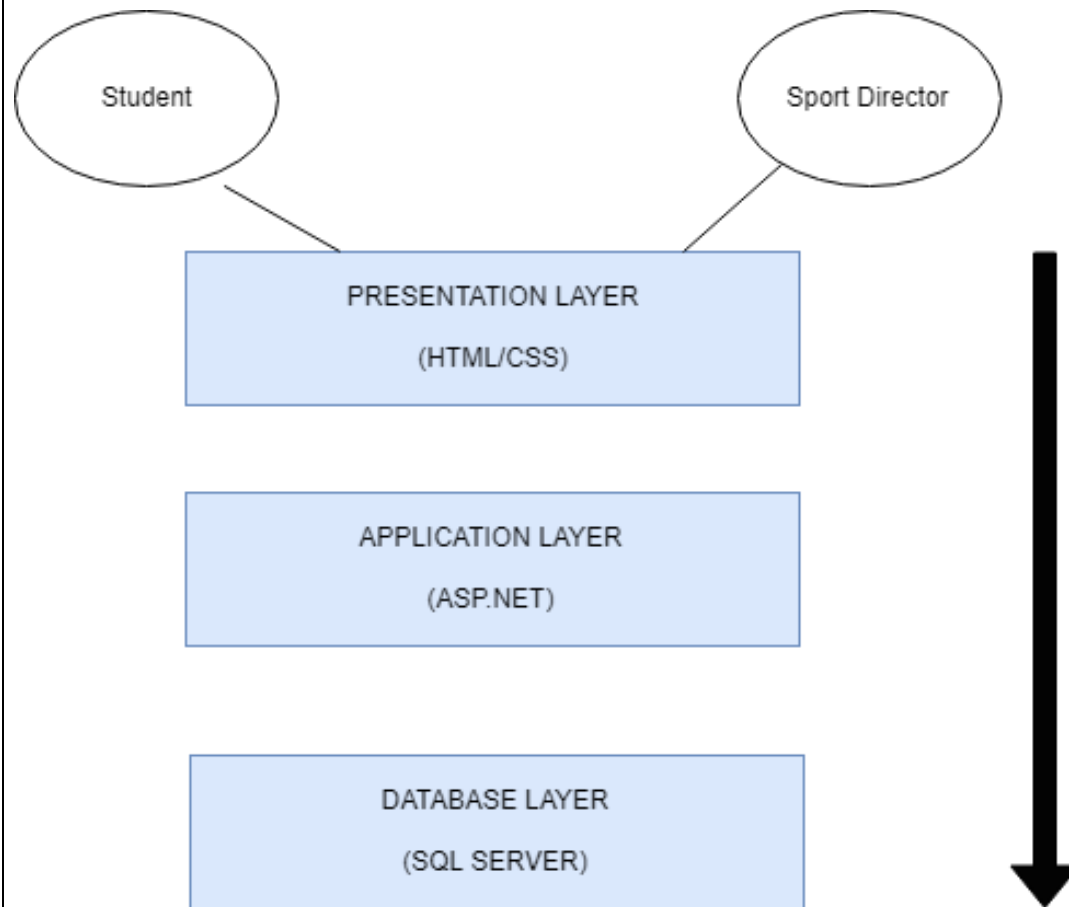 Student
Sport Director
PRESENTATION LAYER
(HTML/CSS)
APPLICATION LAYER
(ASP.NET)
DATABASE LAYER
(SQL SERVER)